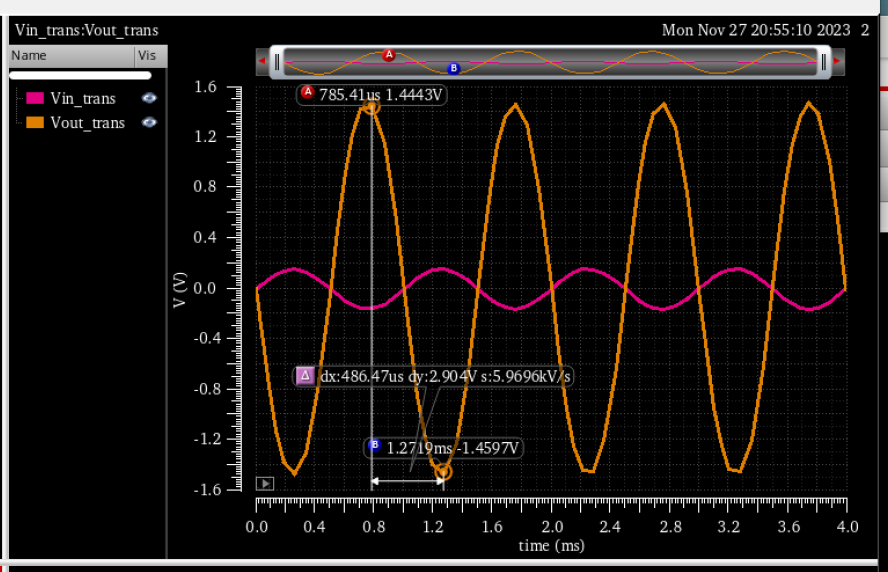 Vin_trans:Vout_trans
Mon Nov 27 20:55:10 2023 2
Name Vis
Vin_trans
Vout_trans
A
B
A 785.41us 1.4443V
1.6
1.2
0.8
0.4
0.0
-0.4
-0.8
-1.2
-1.6
V (V)
Δ dx:486.47us dy:2.904V s:5.9696kV/s
B 1.2719ms -1.4597V
0.0 0.4 0.8 1.2 1.6 2.0 2.4 2.8 3.2 3.6 4.0
time (ms)